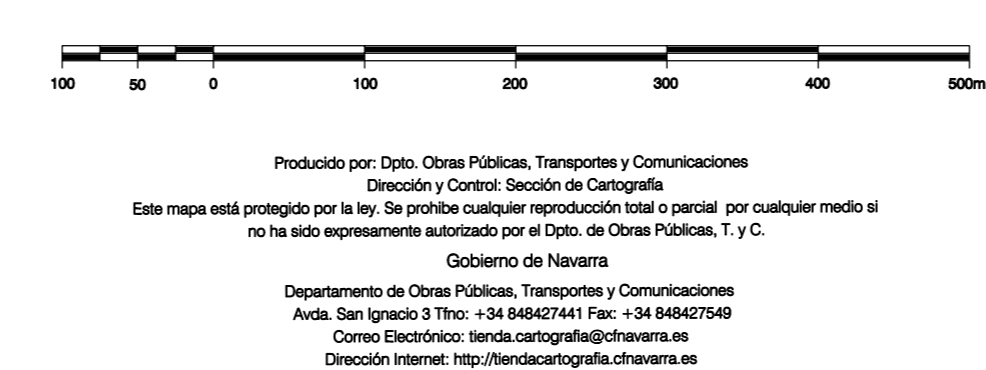 100 50 0 100 200 300 400 500m
Producido por: Dpto. Obras Públicas, Transportes y Comunicaciones
Dirección y Control: Sección de Cartografía
Este mapa está protegido por la ley. Se prohibe cualquier reproducción total o parcial por cualquier medio si
no ha sido expresamente autorizado por el Dpto. de Obras Públicas, T. y C.
Gobierno de Navarra
Departamento de Obras Públicas, Transportes y Comunicaciones
Avda. San Ignacio 3 Tfno: +34 848427441 Fax: +34 848427549
Correo Electrónico: tienda.cartografia@cfnavarra.es
Dirección Internet: http://tiendacartografia.cfnavarra.es